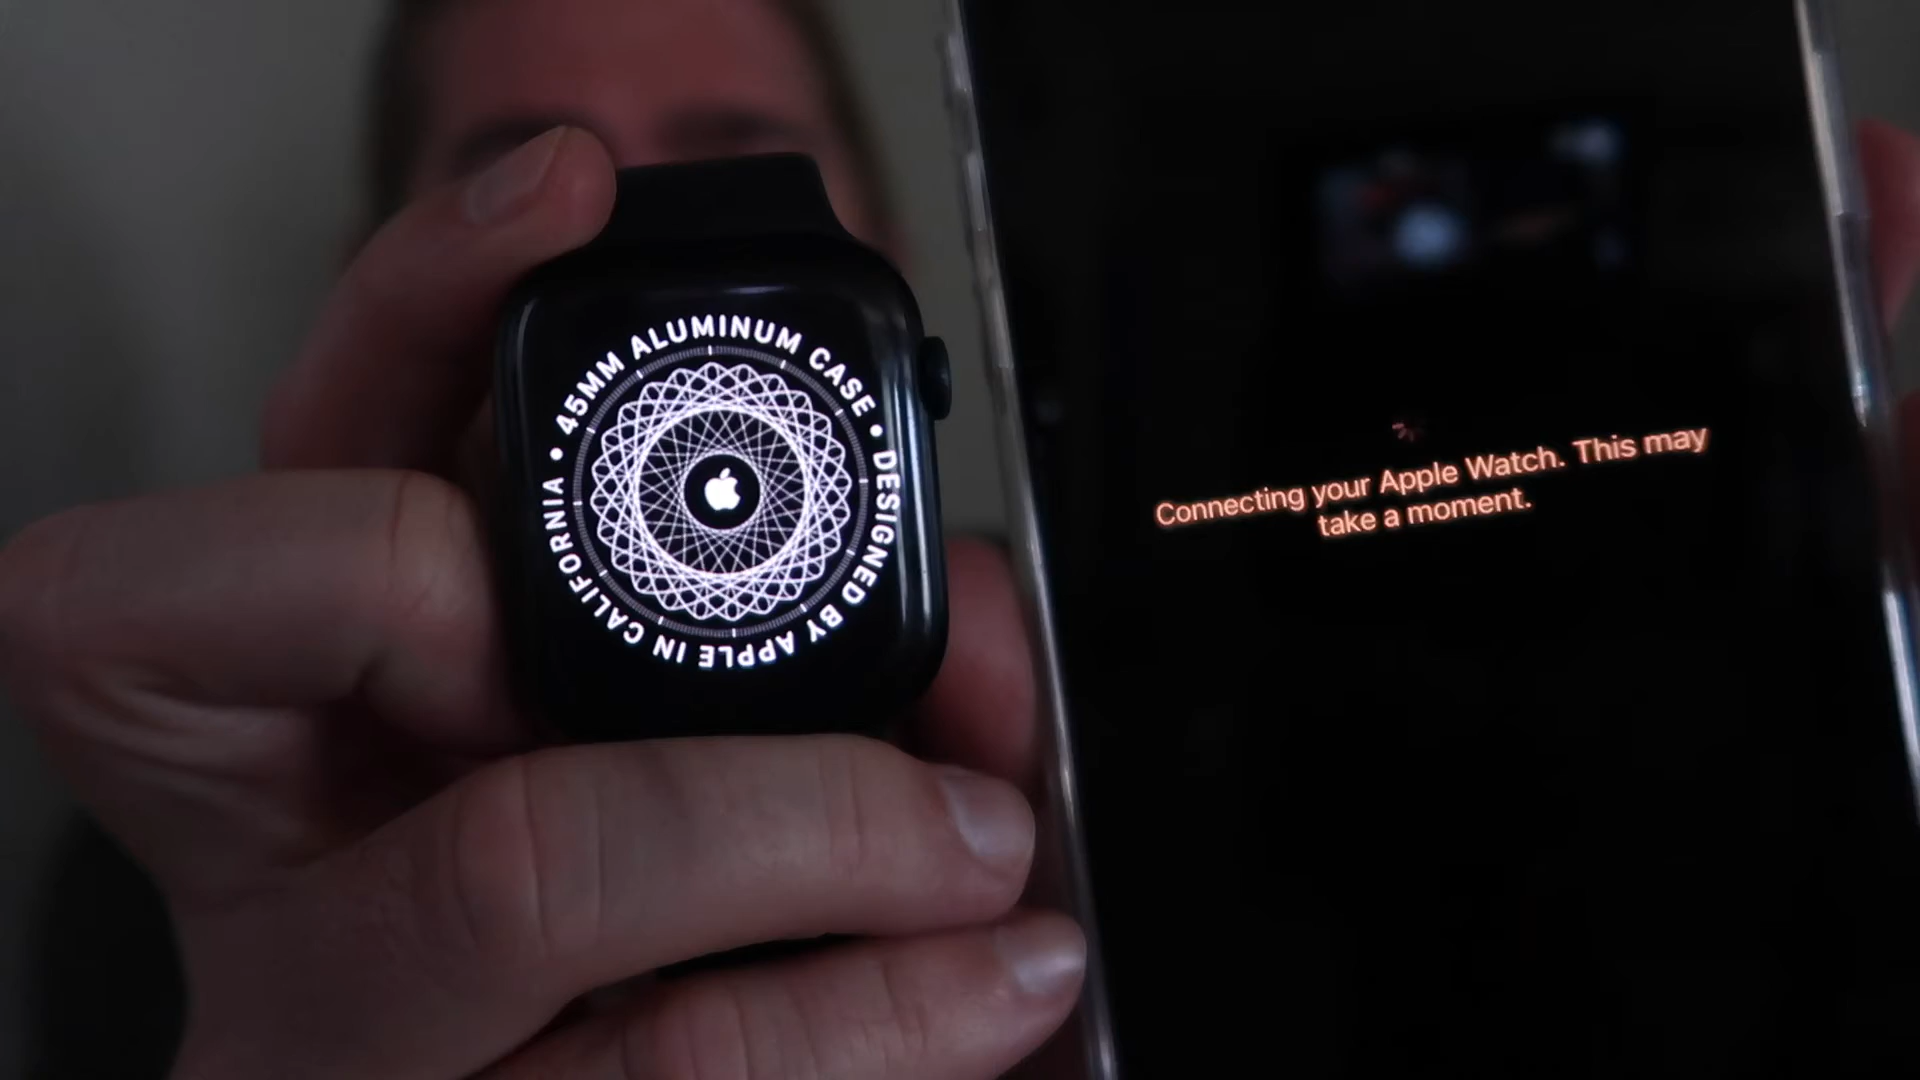 45MM ALUMINUM CASE • DESIGNED BY APPLE IN CALIFORNIA •
Connecting your Apple Watch. This may
take a moment.